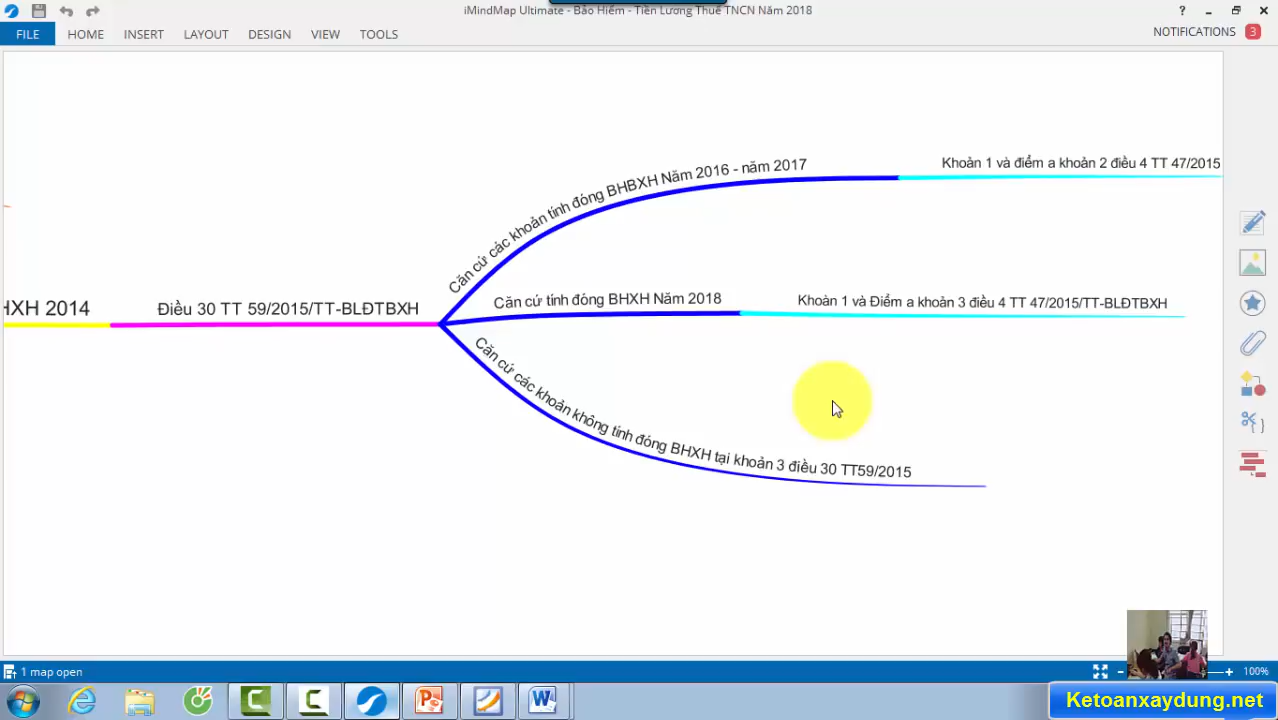 iMindMap Ultimate - Bảo Hiểm - Tiền Lương Thuế TNCN Năm 2018
?
FILE HOME INSERT LAYOUT DESIGN VIEW TOOLS
NOTIFICATIONS 3
Căn cứ các khoản tính đóng BHBXH Năm 2016 - năm 2017
Khoản 1 và điểm a khoản 2 điều 4 TT 47/2015
HXH 2014
Điều 30 TT 59/2015/TT-BLĐTBXH
Căn cứ tính đóng BHXH Năm 2018
Khoản 1 và Điểm a khoản 3 điều 4 TT 47/2015/TT-BLĐTBXH
Căn cứ các khoản không tính đóng BHXH tại khoản 3 điều 30 TT59/2015
1 map open
100%
Ketoanxaydung.net